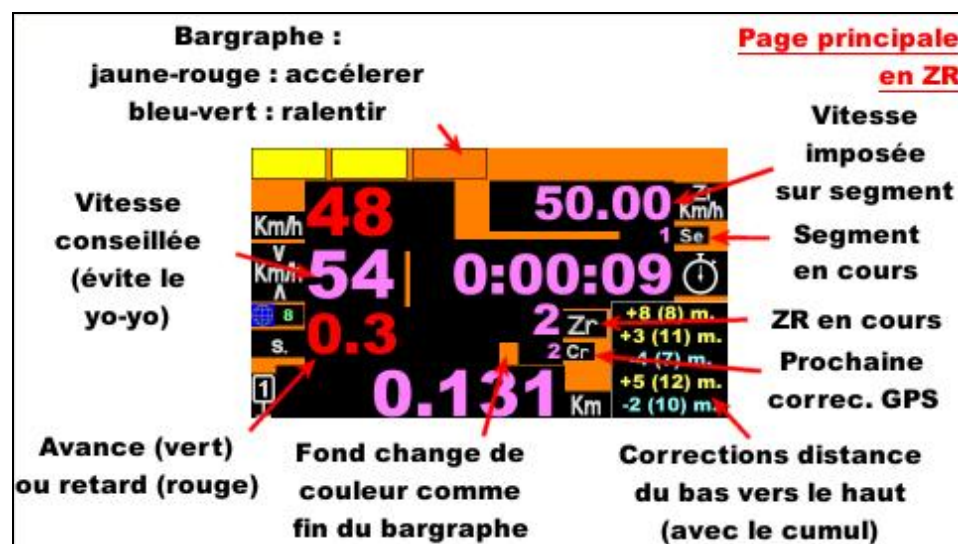 Bargraphe :
jaune-rouge : accélerer
bleu-vert : ralentir
Page principale
en ZR
Vitesse
imposée
sur segment
Segment
en cours
ZR en cours
Prochaine
correc. GPS
Corrections distance
du bas vers le haut
(avec le cumul)
Fond change de
couleur comme
fin du bargraphe
Avance (vert)
ou retard (rouge)
Vitesse
conseillée
(évite le
yo-yo)
Km/h 48
50.00 Zr Km/h
1 Se
V Km/h Λ 54
0:00:09
8
S. 0.3
2 Zr
2 Cr
+8 (8) m.
+3 (11) m.
-4 (7) m.
+5 (12) m.
-2 (10) m.
1
0.131 Km